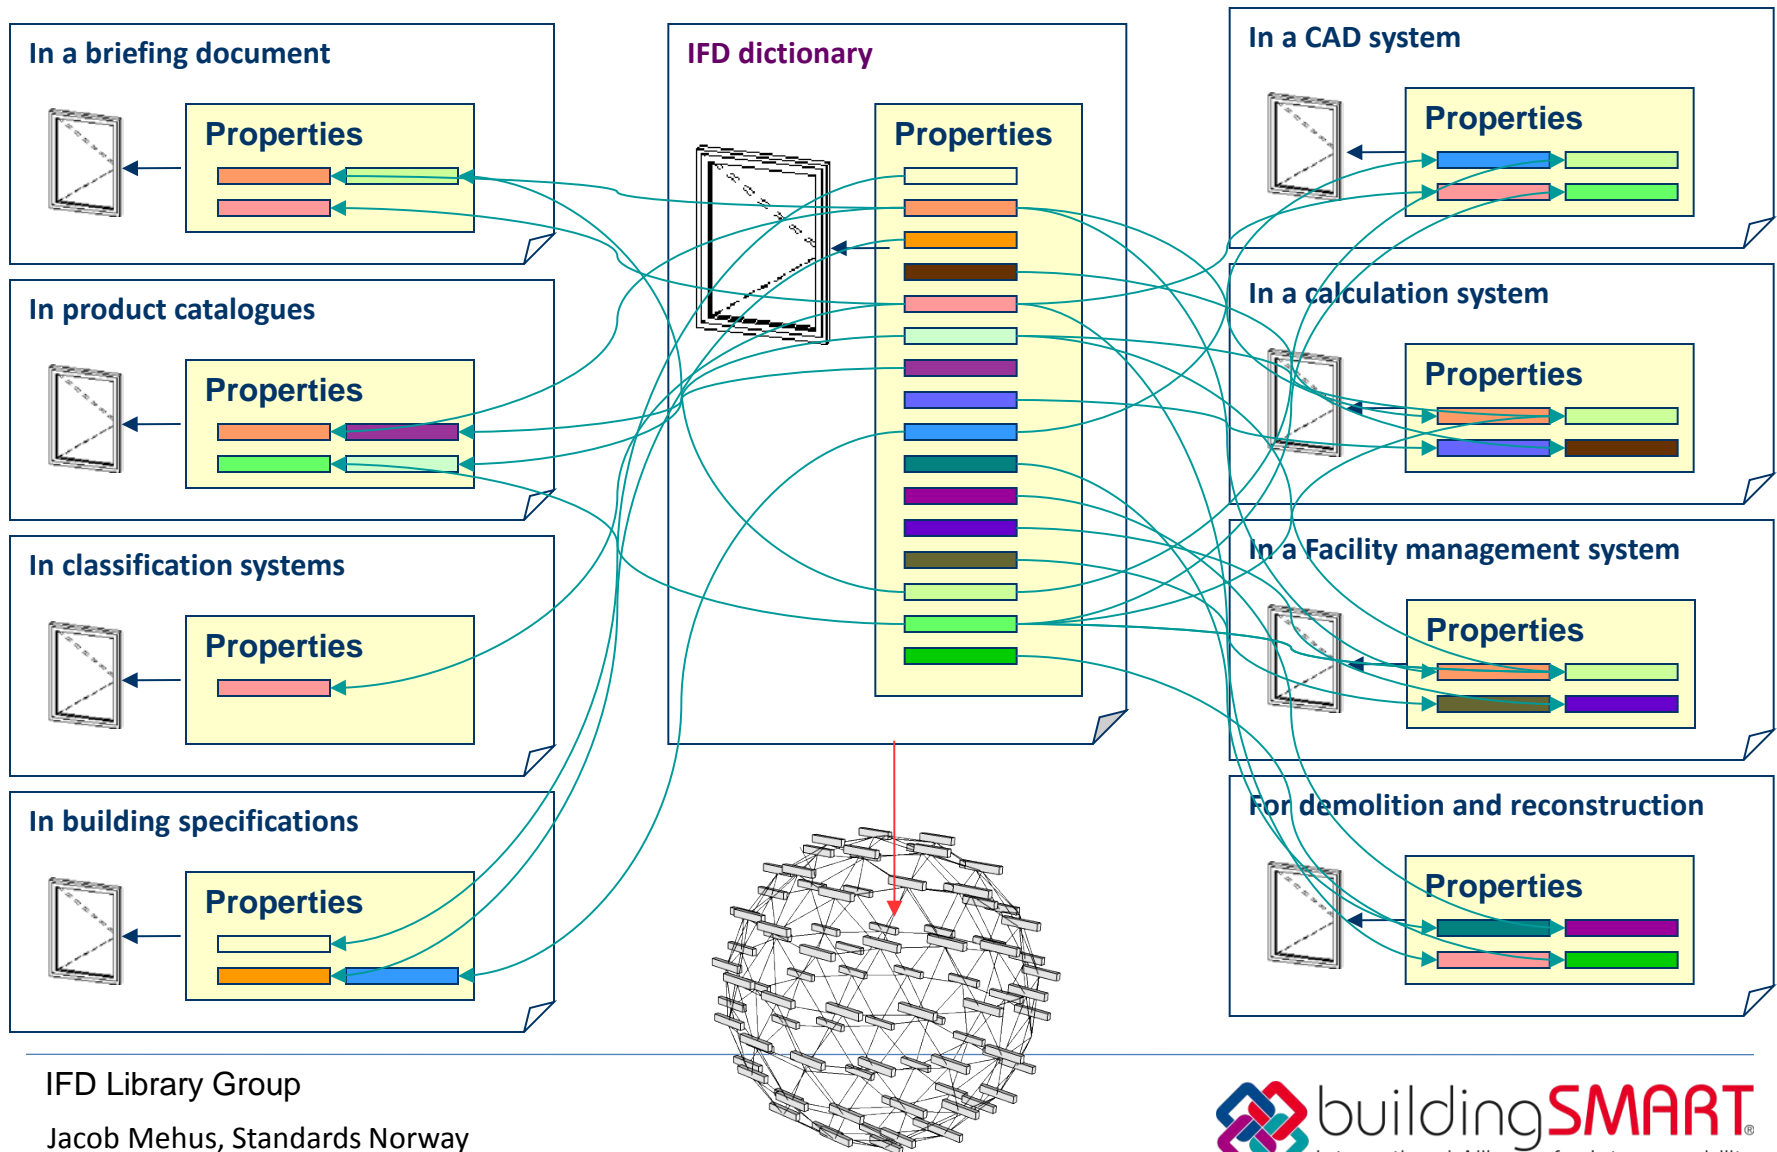 In a briefing document
Properties
In product catalogues
Properties
In classification systems
Properties
In building specifications
Properties
IFD dictionary
Properties
In a CAD system
Properties
In a calculation system
Properties
In a Facility management system
Properties
For demolition and reconstruction
Properties
IFD Library Group
Jacob Mehus, Standards Norway
buildingSMART®